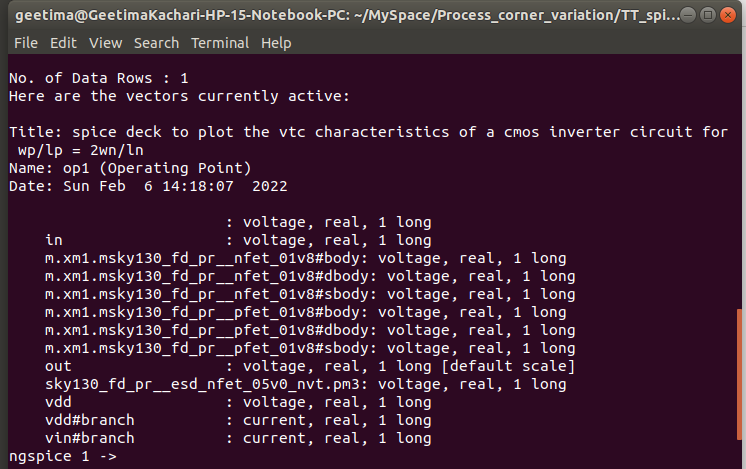 geetima@GeetimaKachari-HP-15-Notebook-PC: ~/MySpace/Process_corner_variation/TT_spi...
File Edit View Search Terminal Help
No. of Data Rows : 1
Here are the vectors currently active:
Title: spice deck to plot the vtc characteristics of a cmos inverter circuit for
wp/lp = 2wn/ln
Name: op1 (Operating Point)
Date: Sun Feb  6 14:18:07  2022
: voltage, real, 1 long
in : voltage, real, 1 long
m.xm1.msky130_fd_pr__nfet_01v8#body: voltage, real, 1 long
m.xm1.msky130_fd_pr__nfet_01v8#dbody: voltage, real, 1 long
m.xm1.msky130_fd_pr__nfet_01v8#sbody: voltage, real, 1 long
m.xm1.msky130_fd_pr__pfet_01v8#body: voltage, real, 1 long
m.xm1.msky130_fd_pr__pfet_01v8#dbody: voltage, real, 1 long
m.xm1.msky130_fd_pr__pfet_01v8#sbody: voltage, real, 1 long
out : voltage, real, 1 long [default scale]
sky130_fd_pr__esd_nfet_05v0_nvt.pm3: voltage, real, 1 long
vdd : voltage, real, 1 long
vdd#branch : current, real, 1 long
vin#branch : current, real, 1 long
ngspice 1 ->